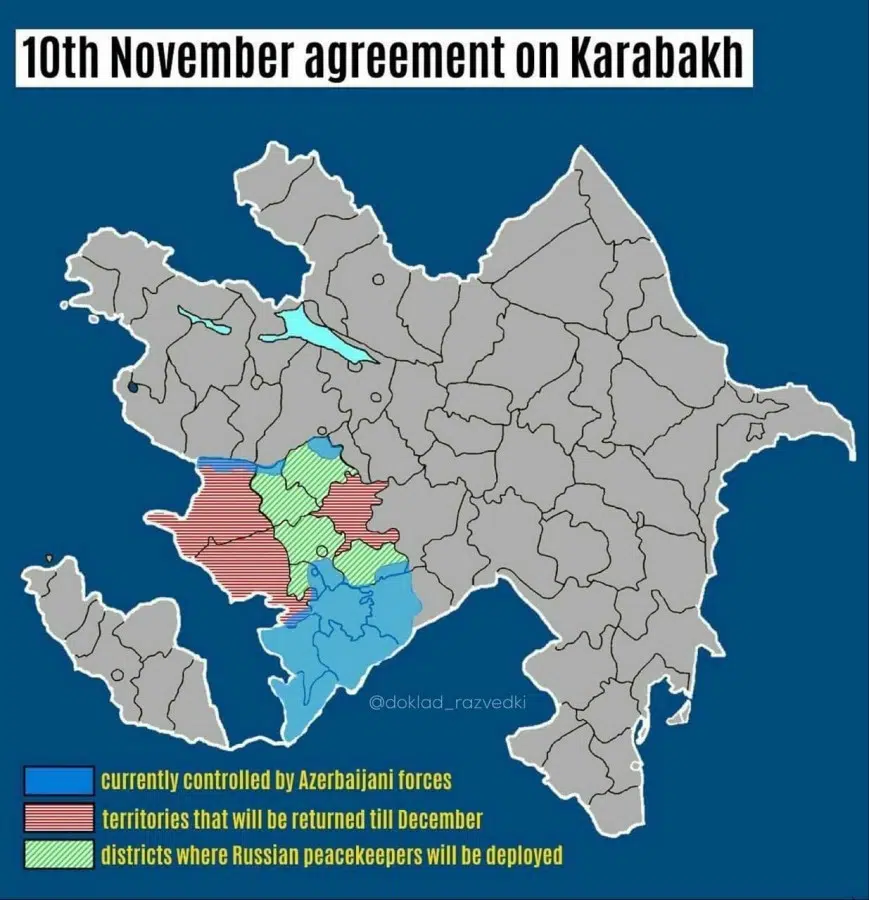 10th November agreement on Karabakh
@doklad_razvedki
currently controlled by Azerbaijani forces
territories that will be returned till December
districts where Russian peacekeepers will be deployed